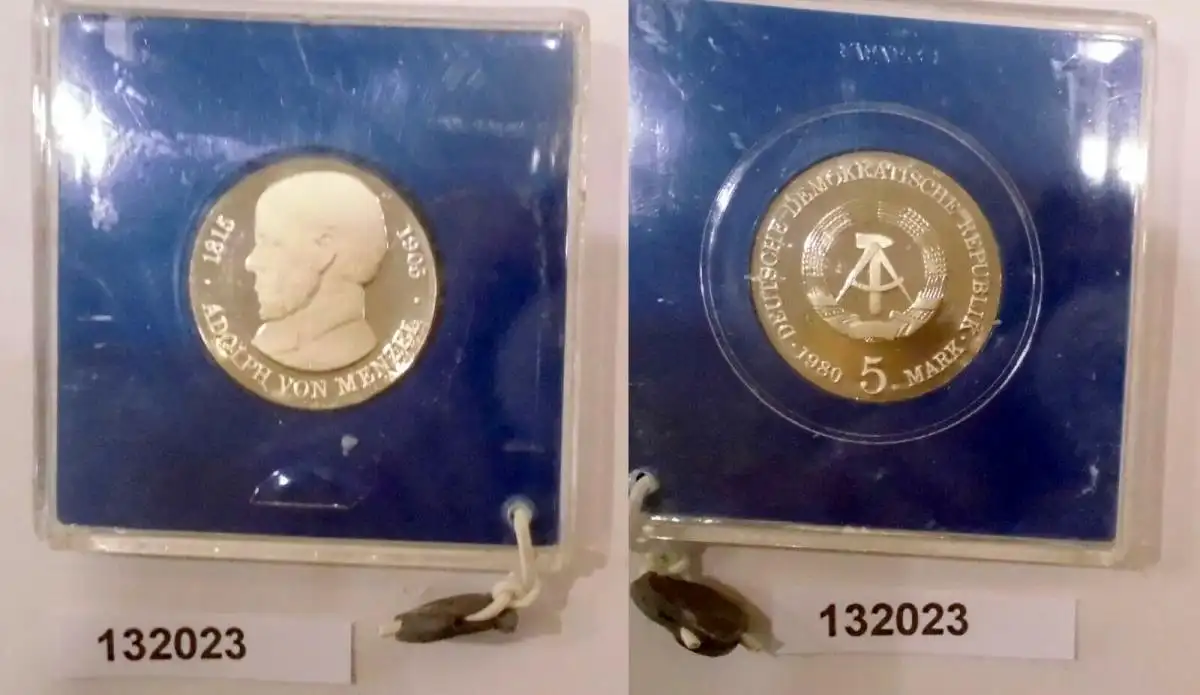 · 1815
1905 ·
ADOLPH VON MENZEL
132023
DEUTSCHE DEMOKRATISCHE REPUBLIK
· 1980 5 MARK ·
132023